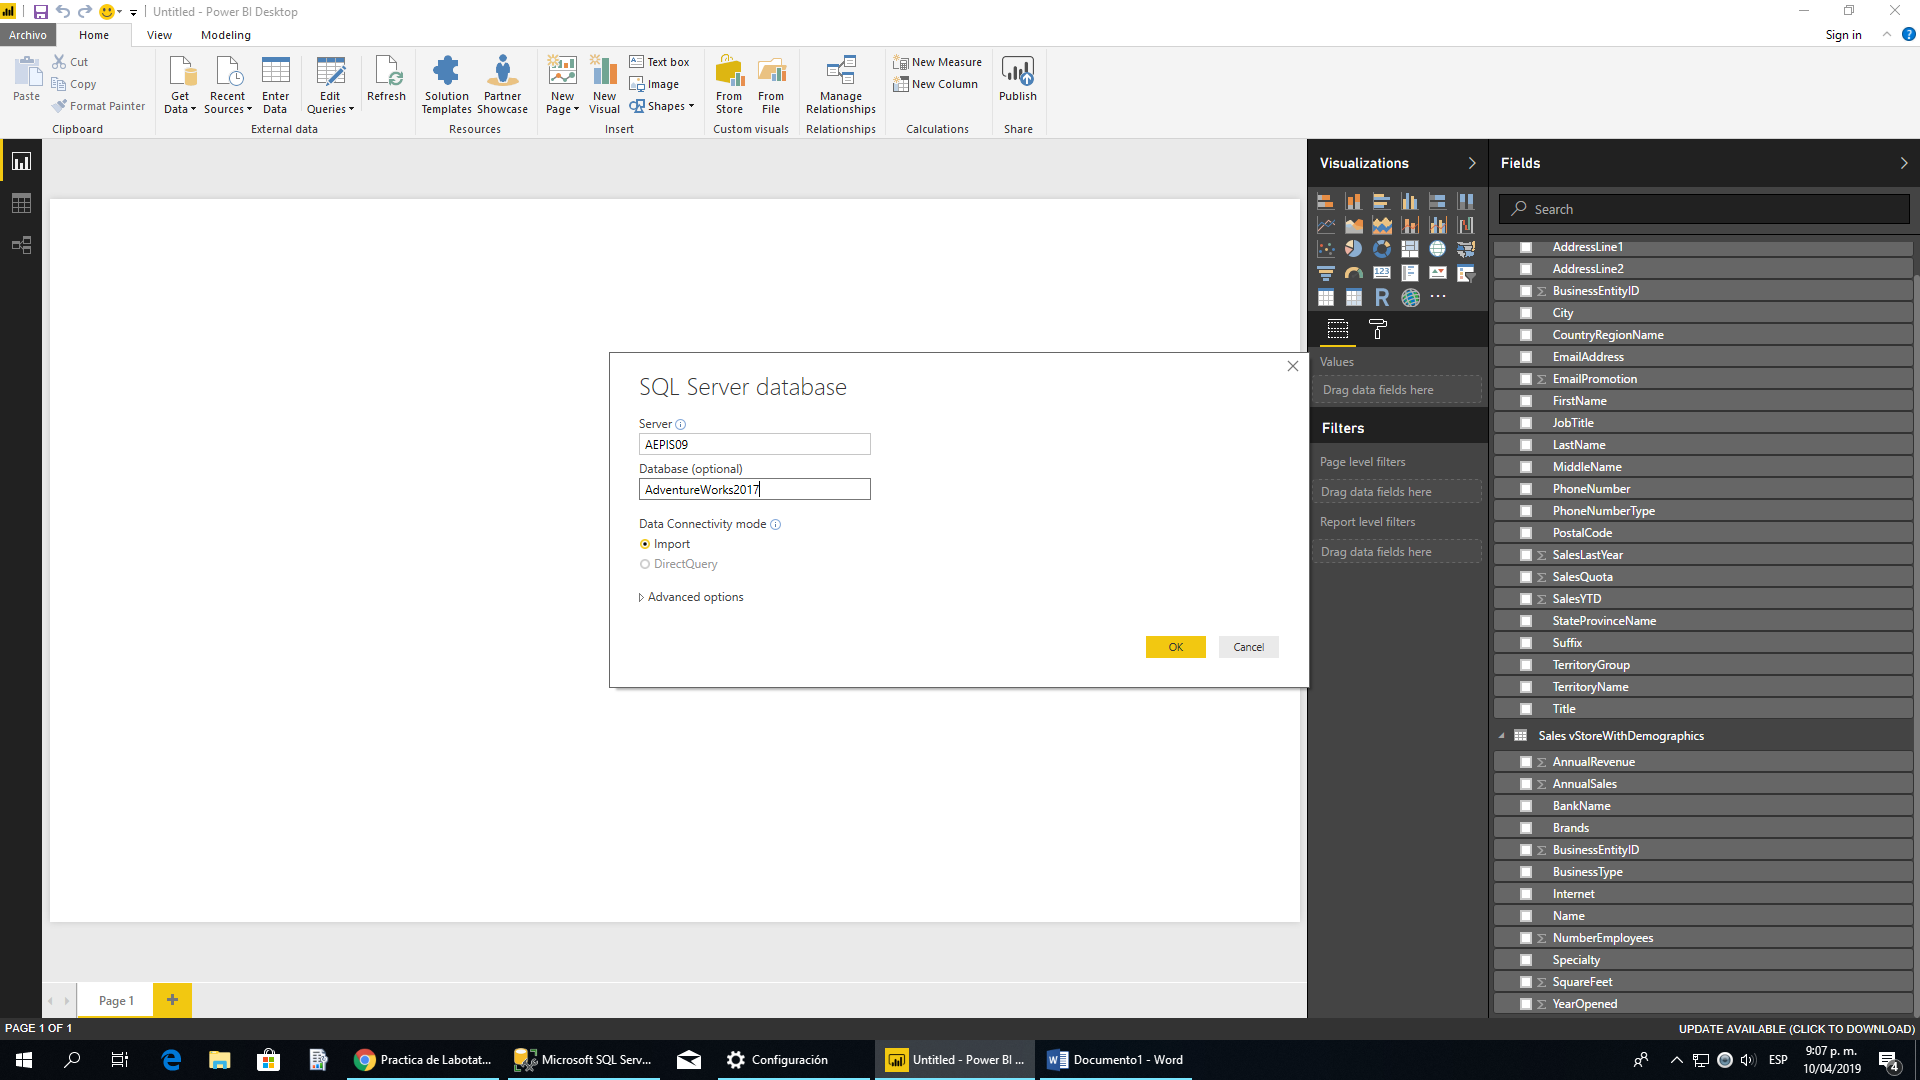 Untitled - Power BI Desktop
Archivo Home View Modeling Sign in
Paste
Cut
Copy
Format Painter
Clipboard
Get Data
Recent Sources
Enter Data
Edit Queries
Refresh
External data
Solution Templates
Partner Showcase
Resources
New Page
New Visual
Text box
Image
Shapes
Insert
From Store
From File
Custom visuals
Manage Relationships
Relationships
New Measure
New Column
Calculations
Publish
Share
SQL Server database
Server
AEPIS09
Database (optional)
AdventureWorks2017
Data Connectivity mode
Import
DirectQuery
Advanced options
OK Cancel
Visualizations
123
R
Values
Drag data fields here
Filters
Page level filters
Drag data fields here
Report level filters
Drag data fields here
Fields
Search
AddressLine1
AddressLine2
Σ BusinessEntityID
City
CountryRegionName
EmailAddress
Σ EmailPromotion
FirstName
JobTitle
LastName
MiddleName
PhoneNumber
PhoneNumberType
PostalCode
Σ SalesLastYear
Σ SalesQuota
Σ SalesYTD
StateProvinceName
Suffix
TerritoryGroup
TerritoryName
Title
Sales vStoreWithDemographics
Σ AnnualRevenue
Σ AnnualSales
BankName
Brands
Σ BusinessEntityID
BusinessType
Internet
Name
Σ NumberEmployees
Specialty
Σ SquareFeet
Σ YearOpened
Page 1 +
PAGE 1 OF 1
UPDATE AVAILABLE (CLICK TO DOWNLOAD)
Practica de Labotat...
Microsoft SQL Serv...
Configuración
Untitled - Power BI ...
Documento1 - Word
ESP
9:07 p. m.
10/04/2019
4